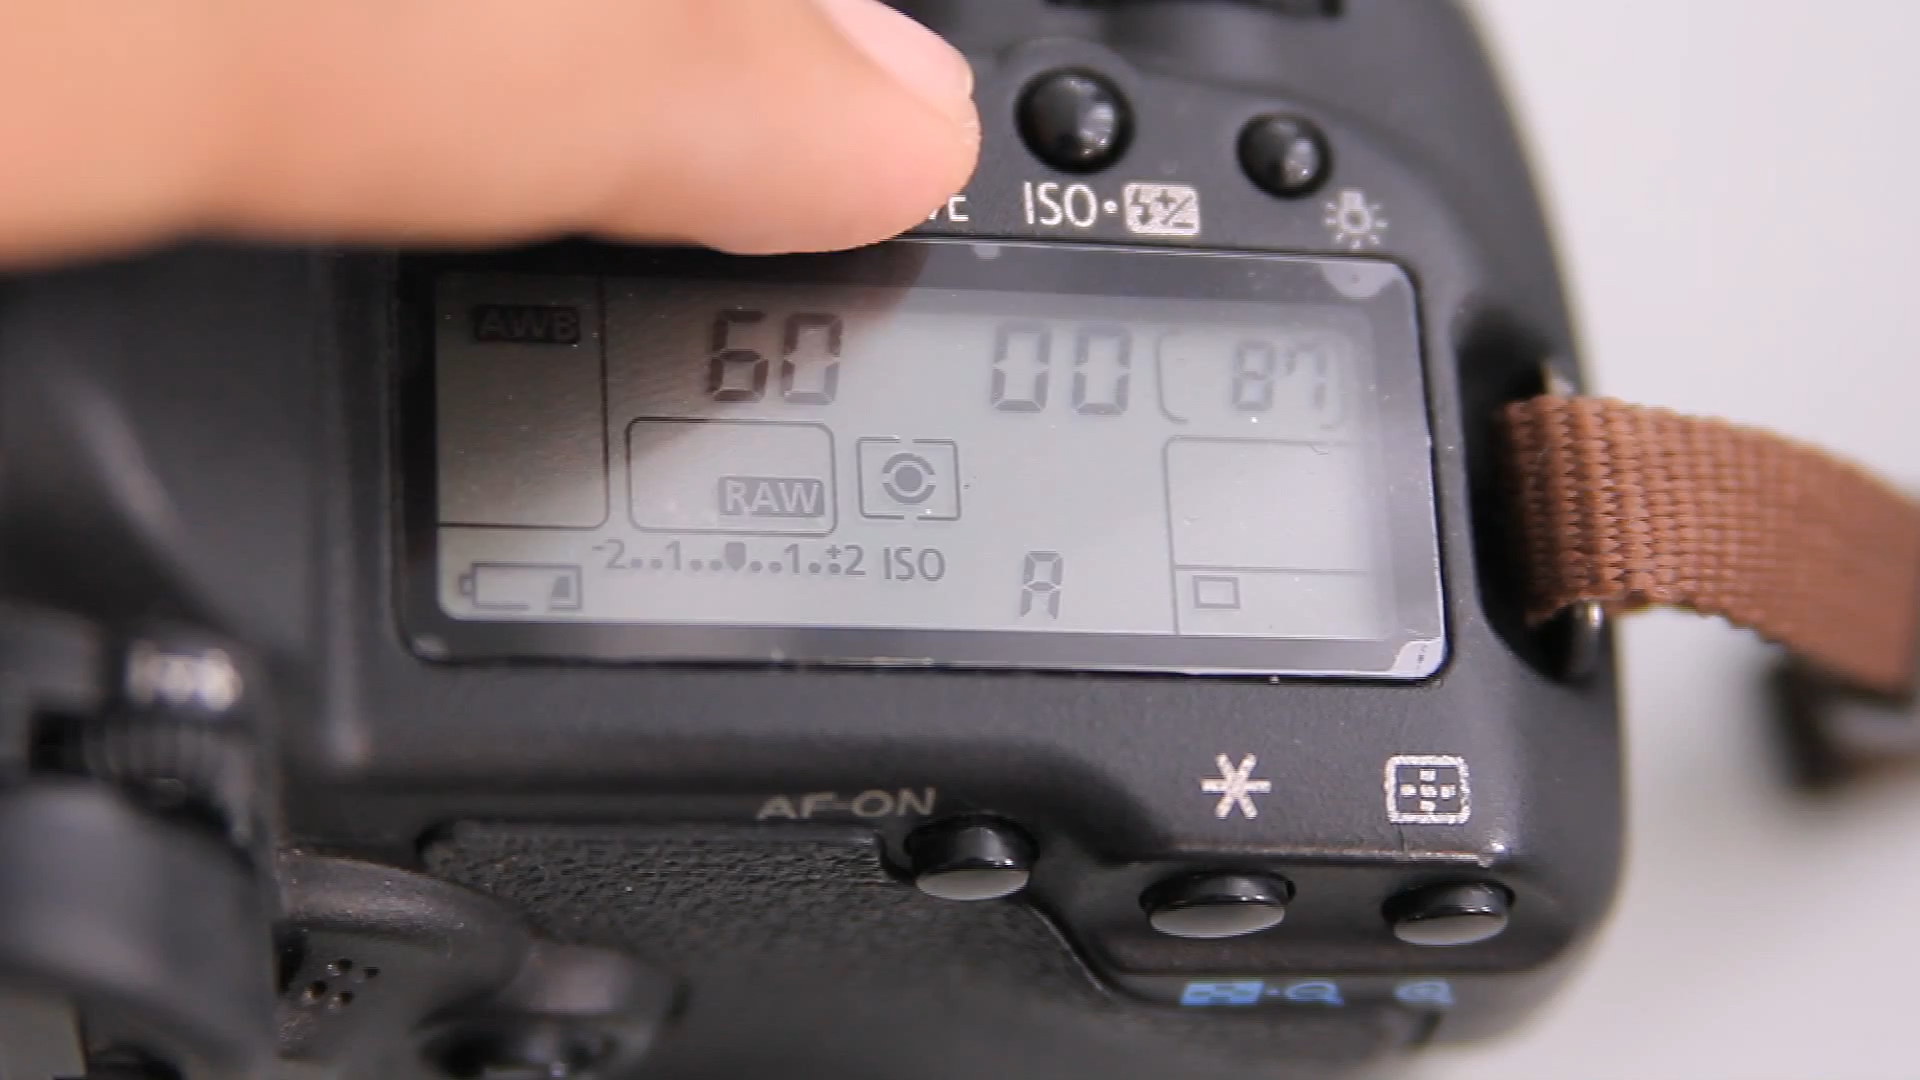 ISO
AWB
60 00 87
RAW
-2..1..▼..1..+2 ISO A
AF-ON